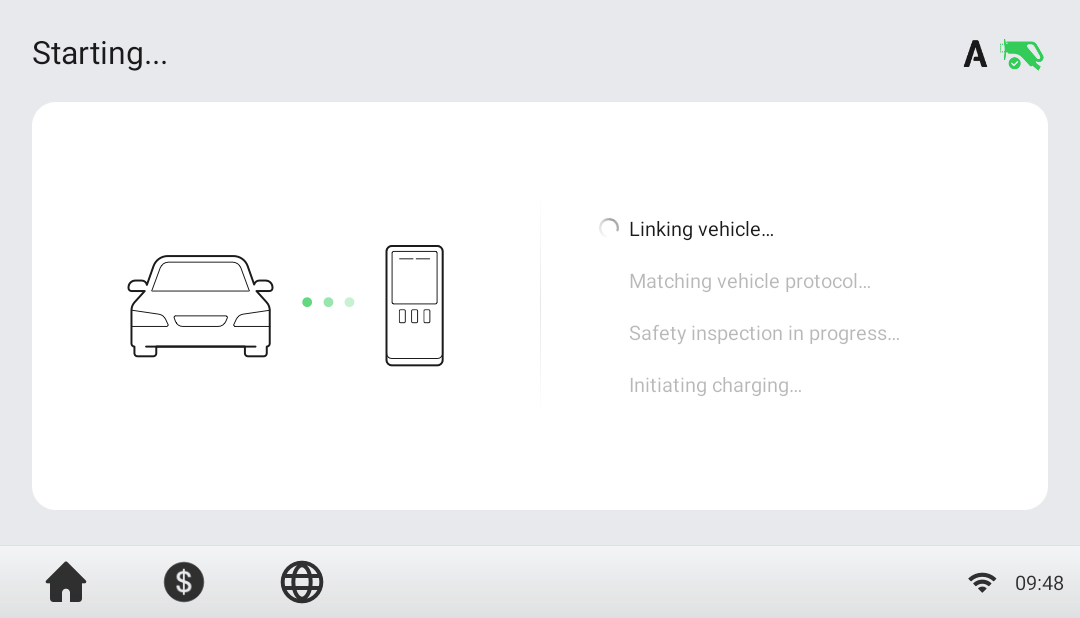 Starting...
A
Linking vehicle...
Matching vehicle protocol...
Safety inspection in progress...
Initiating charging...
$
09:48